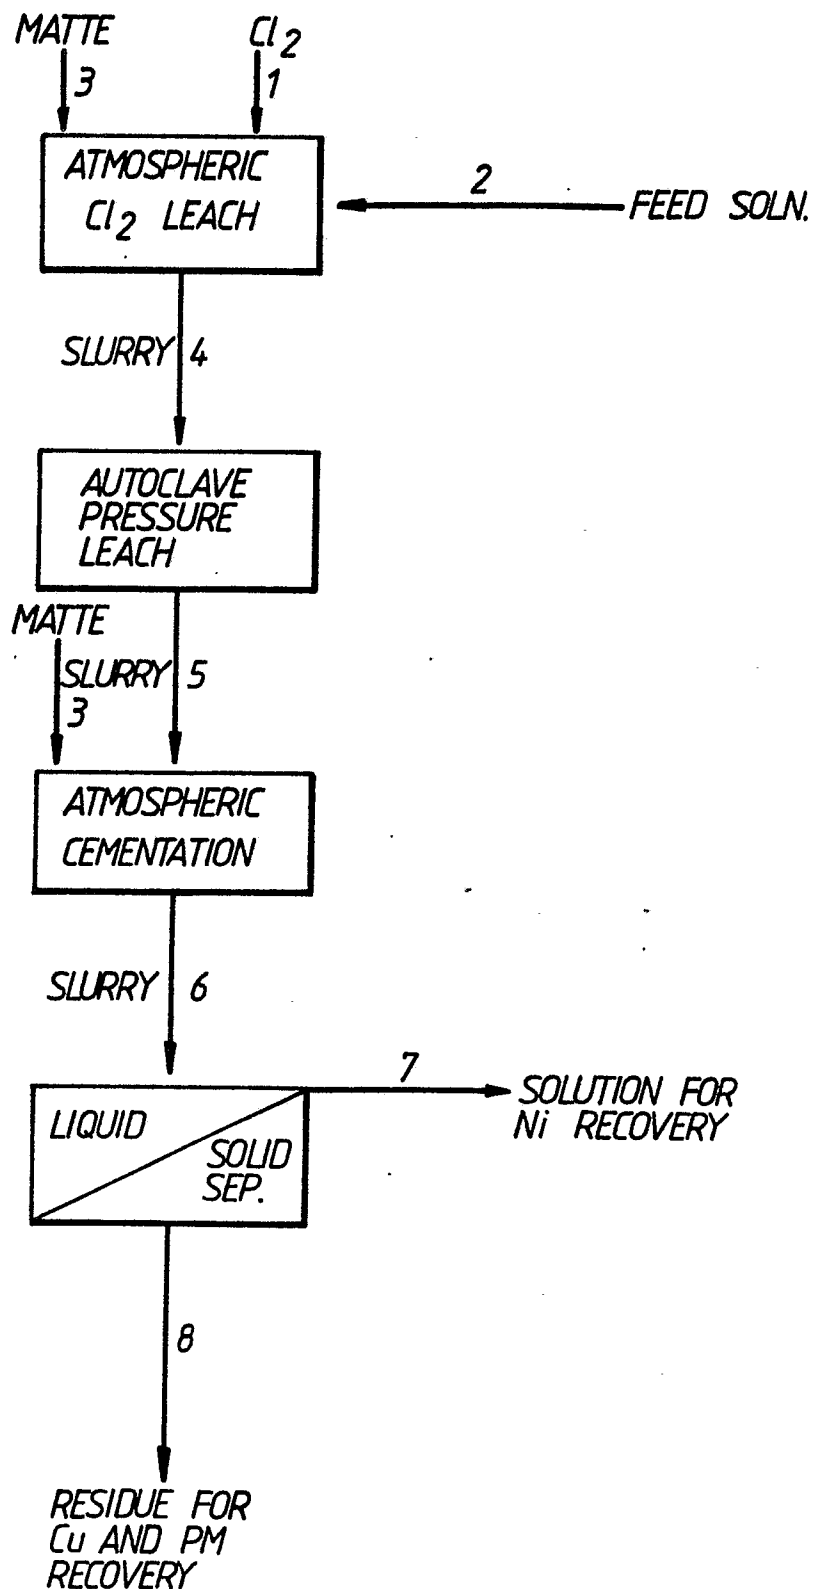 MATTE
Cl2
3
1
ATMOSPHERIC
Cl2 LEACH
2
FEED SOLN.
SLURRY 4
AUTOCLAVE
PRESSURE
LEACH
MATTE
SLURRY 5
3
ATMOSPHERIC
CEMENTATION
SLURRY 6
7
LIQUID
SOLID
SEP.
SOLUTION FOR
Ni RECOVERY
8
RESIDUE FOR
Cu AND PM
RECOVERY